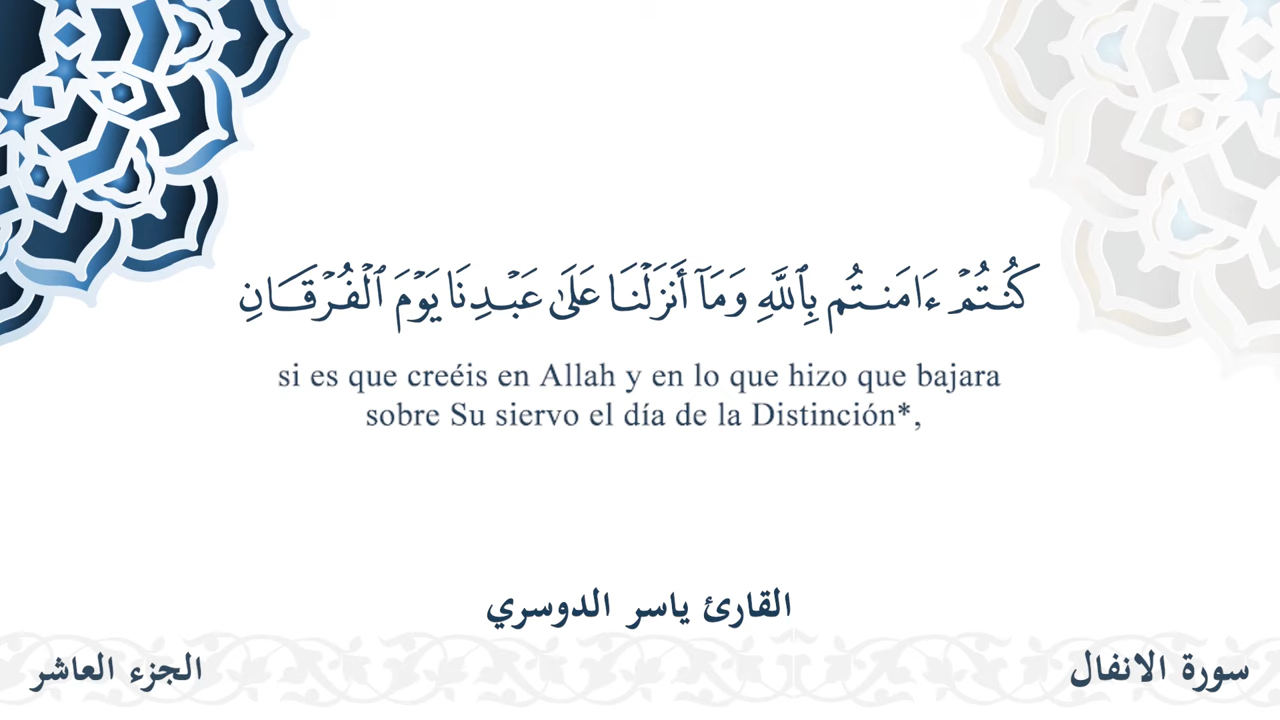 كُنتُمْ ءَامَنتُم بِٱللَّهِ وَمَآ أَنزَلْنَا عَلَىٰ عَبْدِنَا يَوْمَ ٱلْفُرْقَانِ
si es que creéis en Allah y en lo que hizo que bajara
sobre Su siervo el día de la Distinción*,
القارئ ياسر الدوسري
سورة الانفال
الجزء العاشر